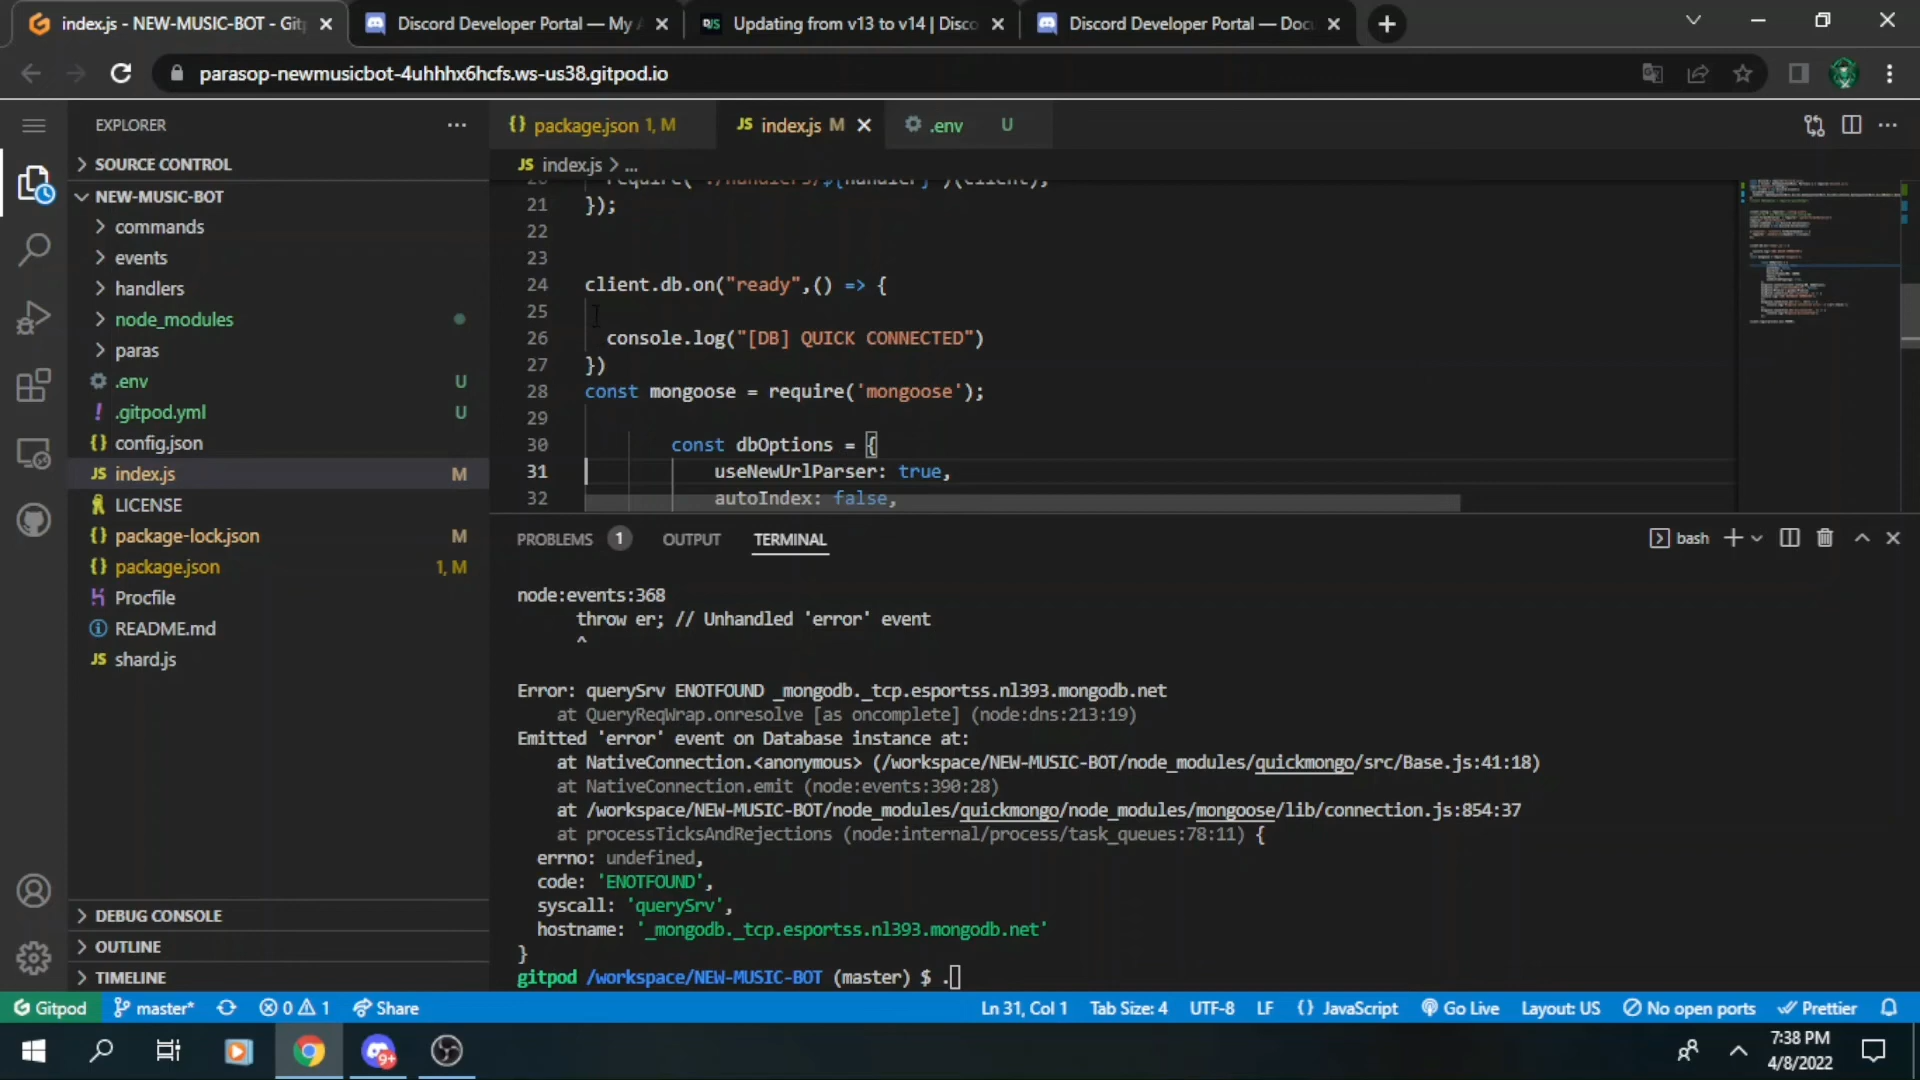 index.js - NEW-MUSIC-BOT - Git
Discord Developer Portal — My A
Updating from v13 to v14 | Disco
Discord Developer Portal — Doc
parasop-newmusicbot-4uhhhx6hcfs.ws-us38.gitpod.io
EXPLORER
SOURCE CONTROL
NEW-MUSIC-BOT
commands
events
handlers
node_modules
paras
.env U
.gitpod.yml U
config.json
index.js M
LICENSE
package-lock.json M
package.json 1, M
Procfile
README.md
shard.js
DEBUG CONSOLE
OUTLINE
TIMELINE
package.json 1, M
index.js M
.env U
index.js > ...
20 require(`./handlers/${handler}`)(client);
21 });
22
23
24 client.db.on("ready",() => {
25
26 console.log("[DB] QUICK CONNECTED")
27 })
28 const mongoose = require('mongoose');
29
30 const dbOptions = {
31 useNewUrlParser: true,
32 autoIndex: false,
PROBLEMS 1 OUTPUT TERMINAL
bash
node:events:368
throw er; // Unhandled 'error' event
^
Error: querySrv ENOTFOUND _mongodb._tcp.esportss.nl393.mongodb.net
at QueryReqWrap.onresolve [as oncomplete] (node:dns:213:19)
Emitted 'error' event on Database instance at:
at NativeConnection.<anonymous> (/workspace/NEW-MUSIC-BOT/node_modules/quickmongo/src/Base.js:41:18)
at NativeConnection.emit (node:events:390:28)
at /workspace/NEW-MUSIC-BOT/node_modules/quickmongo/node_modules/mongoose/lib/connection.js:854:37
at processTicksAndRejections (node:internal/process/task_queues:78:11) {
errno: undefined,
code: 'ENOTFOUND',
syscall: 'querySrv',
hostname: '_mongodb._tcp.esportss.nl393.mongodb.net'
}
gitpod /workspace/NEW-MUSIC-BOT (master) $ .
Gitpod master* 0 1 Share
Ln 31, Col 1 Tab Size: 4 UTF-8 LF {} JavaScript Go Live Layout: US No open ports Prettier
9+
7:38 PM
4/8/2022